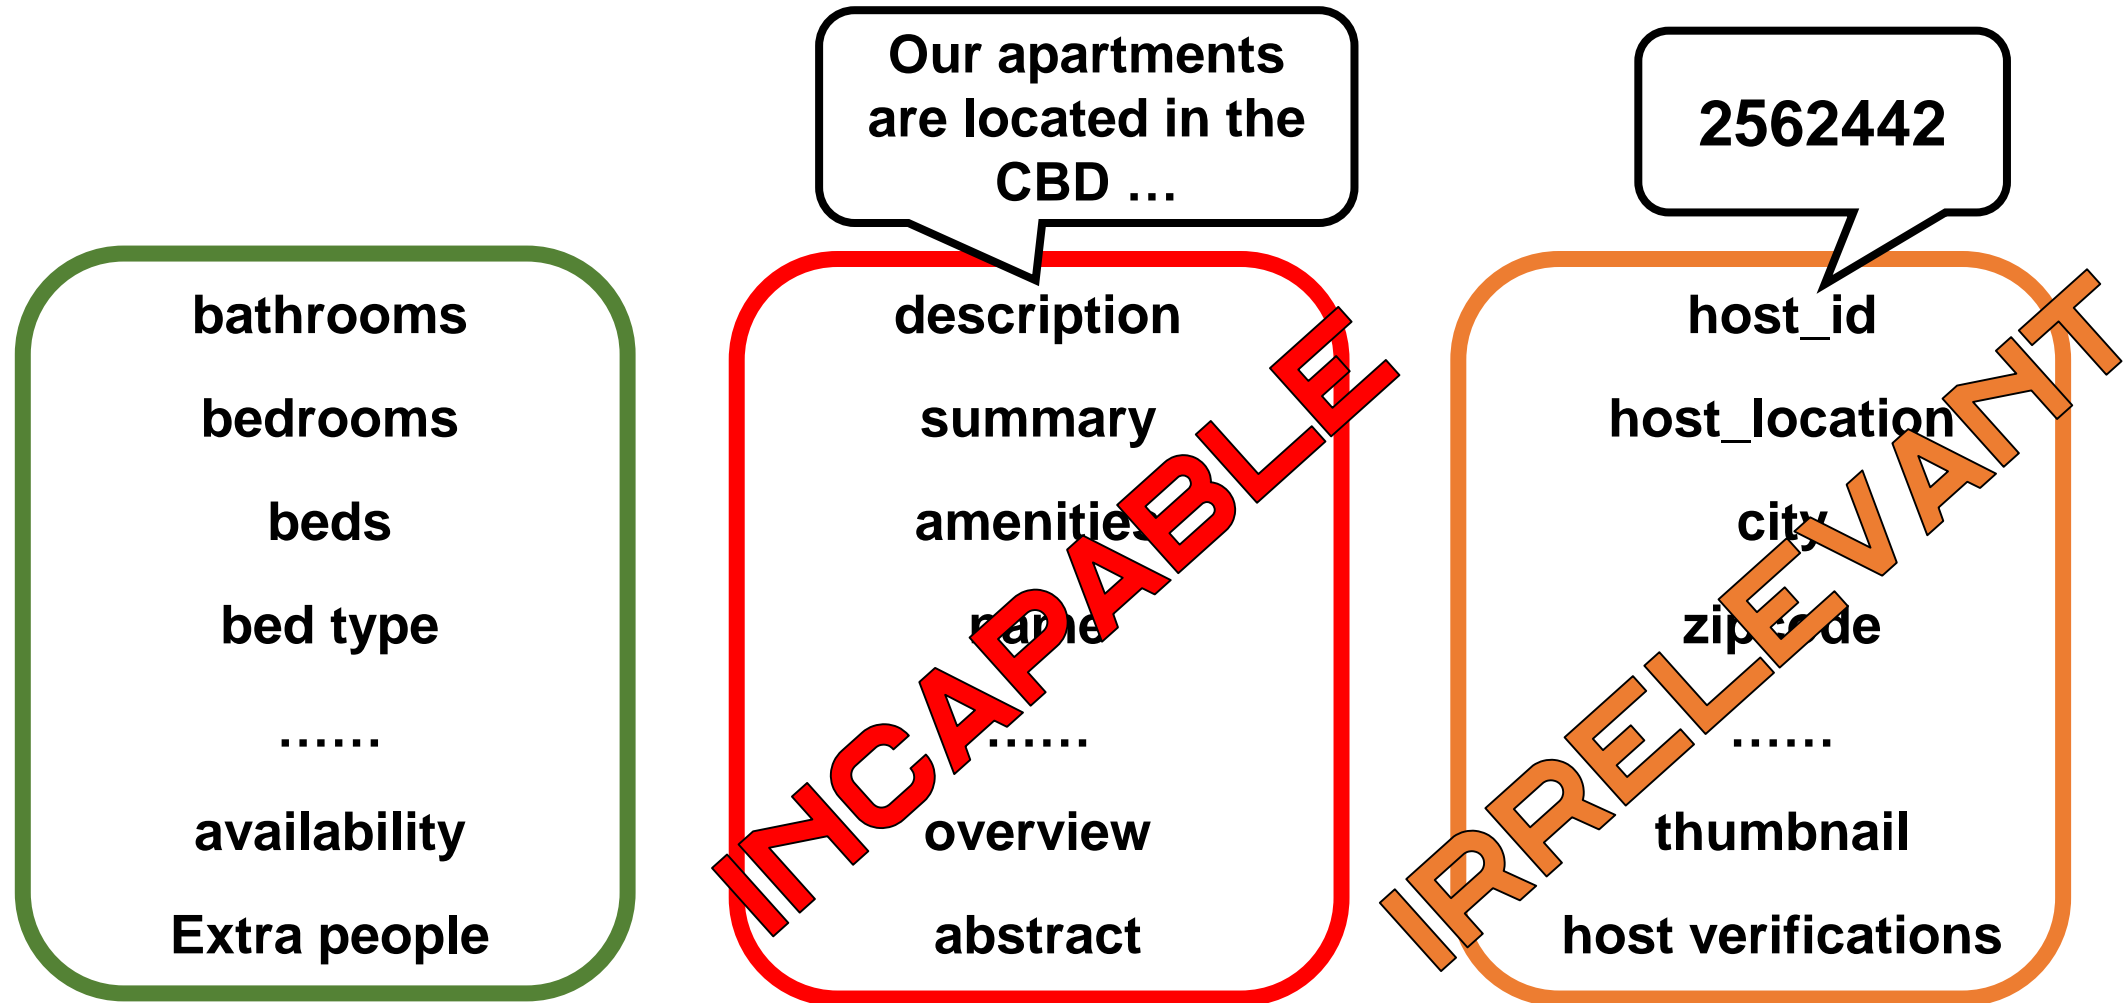 Our apartments
are located in the
CBD …
2562442
bathrooms
bedrooms
beds
bed type
……
availability
Extra people
description
summary
amenities
name
……
overview
abstract
INCAPABLE
host_id
host_location
city
zipcode
……
thumbnail
host verifications
IRRELEVANT